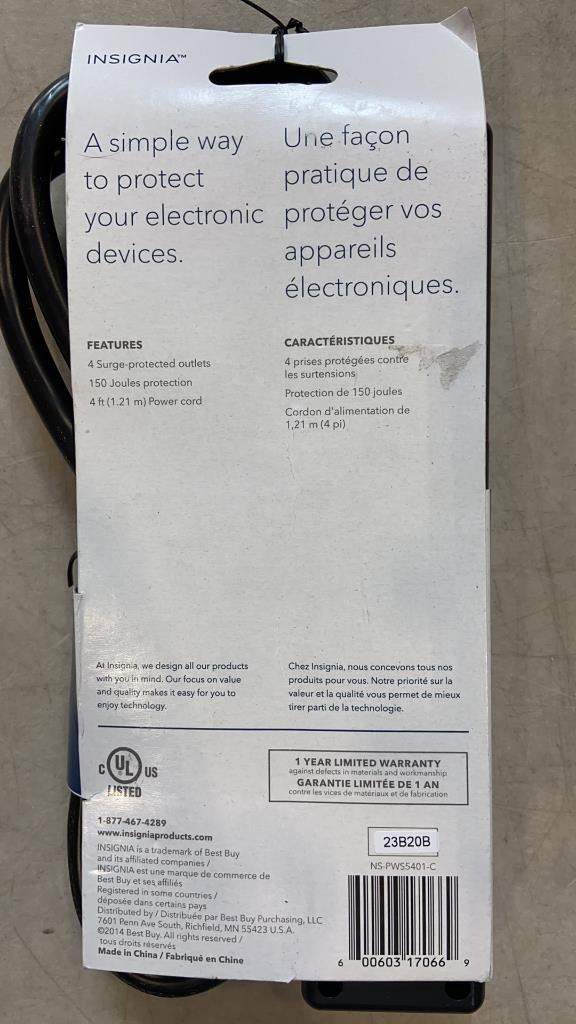 INSIGNIA™
A simple way
to protect
your electronic
devices.
Une façon
pratique de
protéger vos
appareils
électroniques.
FEATURES
4 Surge-protected outlets
150 Joules protection
4 ft (1.21 m) Power cord
CARACTÉRISTIQUES
4 prises protégées contre
les surtensions
Protection de 150 joules
Cordon d'alimentation de
1,21 m (4 pi)
At Insignia, we design all our products
with you in mind. Our focus on value
and quality makes it easy for you to
enjoy technology.
Chez Insignia, nous concevons tous nos
produits pour vous. Notre priorité sur la
valeur et la qualité vous permet de mieux
tirer parti de la technologie.
C UL US
LISTED
1 YEAR LIMITED WARRANTY
against defects in materials and workmanship
GARANTIE LIMITÉE DE 1 AN
contre les vices de matériaux et de fabrication
1-877-467-4289
www.insigniaproducts.com
INSIGNIA is a trademark of Best Buy
and its affiliated companies /
INSIGNIA est une marque de commerce de
Best Buy et ses affiliés
Registered in some countries /
déposée dans certains pays
Distributed by / Distribuée par Best Buy Purchasing, LLC
7601 Penn Ave South, Richfield, MN 55423 U.S.A.
©2014 Best Buy. All rights reserved /
tous droits réservés
Made in China / Fabriqué en Chine
23B20B
NS-PWS5401-C
6 00603 17066 9